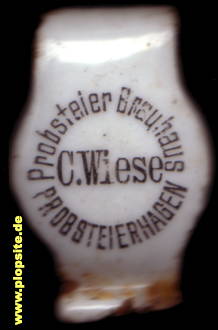 Probsteier Brauhaus
C.Wiese
PROBSTEIERHAGEN
www.plopsite.de